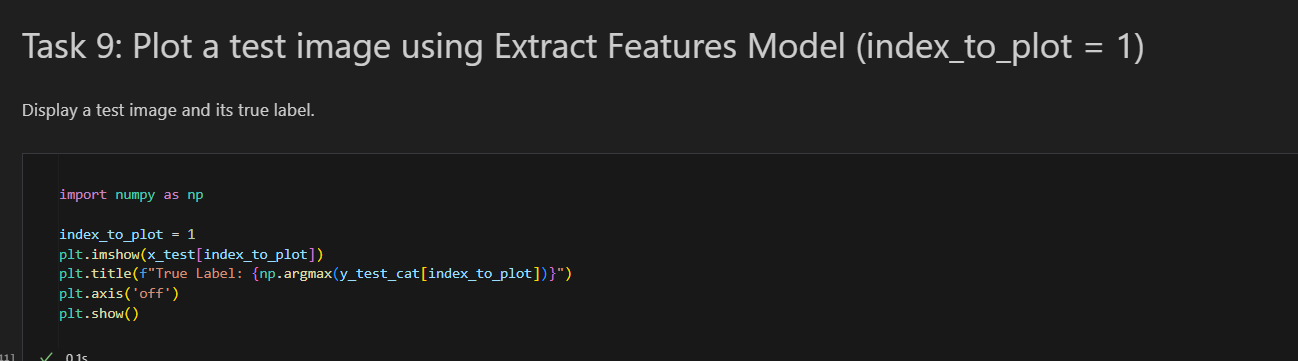 Task 9: Plot a test image using Extract Features Model (index_to_plot = 1)
Display a test image and its true label.
import numpy as np
index_to_plot = 1
plt.imshow(x_test[index_to_plot])
plt.title(f"True Label: {np.argmax(y_test_cat[index_to_plot])}")
plt.axis('off')
plt.show()
11] ✓ 0.1s